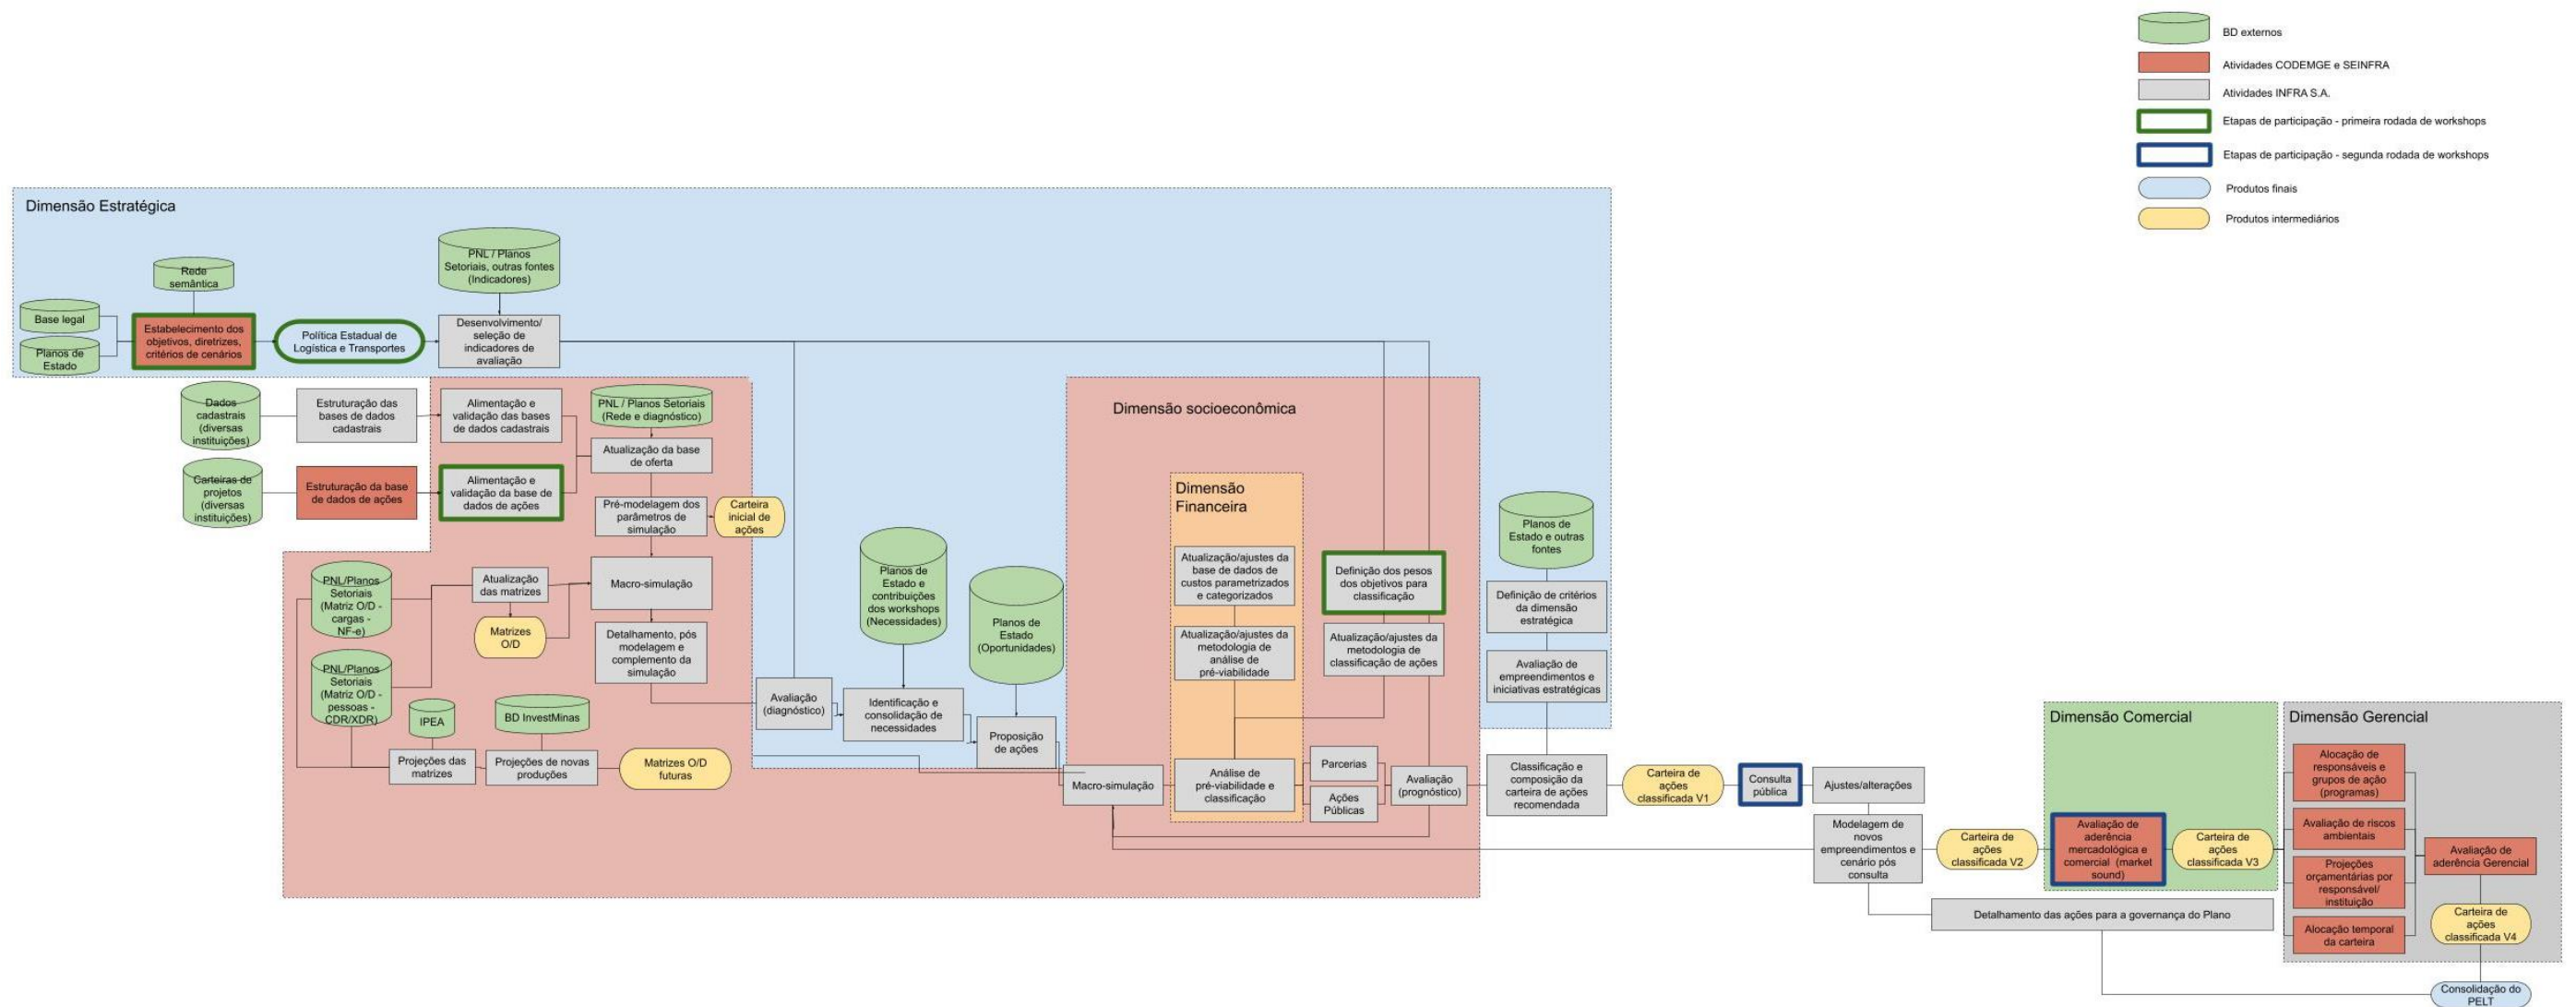 BD externos
Atividades CODEMGE e SEINFRA
Atividades INFRA S.A.
Etapas de participação - primeira rodada de workshops
Etapas de participação - segunda rodada de workshops
Produtos finais
Produtos intermediários
Dimensão Estratégica
PNL / Planos
Setoriais, outras fontes
(Indicadores)
Rede
semântica
Base legal
Planos de
Estado
Estabelecimento dos
objetivos, diretrizes,
critérios de cenários
Política Estadual de
Logística e Transportes
Desenvolvimento/
seleção de
indicadores de
avaliação
Dados
cadastrais
(diversas
instituições)
Estruturação das
bases de dados
cadastrais
Alimentação e
validação das bases
de dados cadastrais
PNL / Planos Setoriais
(Rede e diagnóstico)
Atualização da base
de oferta
Carteiras de
projetos
(diversas
instituições)
Estruturação da base
de dados de ações
Alimentação e
validação da base de
dados de ações
Pré-modelagem dos
parâmetros de
simulação
Carteira
inicial de
ações
PNL/Planos
Setoriais
(Matriz O/D -
cargas -
NF-e)
Atualização
das matrizes
Macro-simulação
Matrizes
O/D
Detalhamento, pós
modelagem e
complemento da
simulação
PNL/Planos
Setoriais
(Matriz O/D -
pessoas -
CDR/XDR)
IPEA
BD InvestMinas
Projeções das
matrizes
Projeções de novas
produções
Matrizes O/D
futuras
Avaliação
(diagnóstico)
Planos de
Estado e
contribuições
dos workshops
(Necessidades)
Identificação e
consolidação de
necessidades
Planos de
Estado
(Oportunidades)
Proposição
de ações
Dimensão socioeconômica
Dimensão
Financeira
Atualização/ajustes da
base de dados de
custos parametrizados
e categorizados
Atualização/ajustes da
metodologia de
análise de
pré-viabilidade
Definição dos pesos
dos objetivos para
classificação
Atualização/ajustes da
metodologia de
classificação de ações
Macro-simulação
Análise de
pré-viabilidade e
classificação
Parcerias
Ações
Públicas
Avaliação
(prognóstico)
Planos de
Estado e outras
fontes
Definição de critérios
da dimensão
estratégica
Avaliação de
empreendimentos e
iniciativas estratégicas
Classificação e
composição da
carteira de ações
recomendada
Carteira de
ações
classificada V1
Consulta
pública
Ajustes/alterações
Modelagem de
novos
empreendimentos e
cenário pós
consulta
Carteira de
ações
classificada V2
Dimensão Comercial
Avaliação de
aderência
mercadológica e
comercial (market
sound)
Carteira de
ações
classificada V3
Detalhamento das ações para a governança do Plano
Dimensão Gerencial
Alocação de
responsáveis e
grupos de ação
(programas)
Avaliação de riscos
ambientais
Projeções
orçamentárias por
responsável/
instituição
Alocação temporal
da carteira
Avaliação de
aderência Gerencial
Carteira de
ações
classificada V4
Consolidação do
PELT